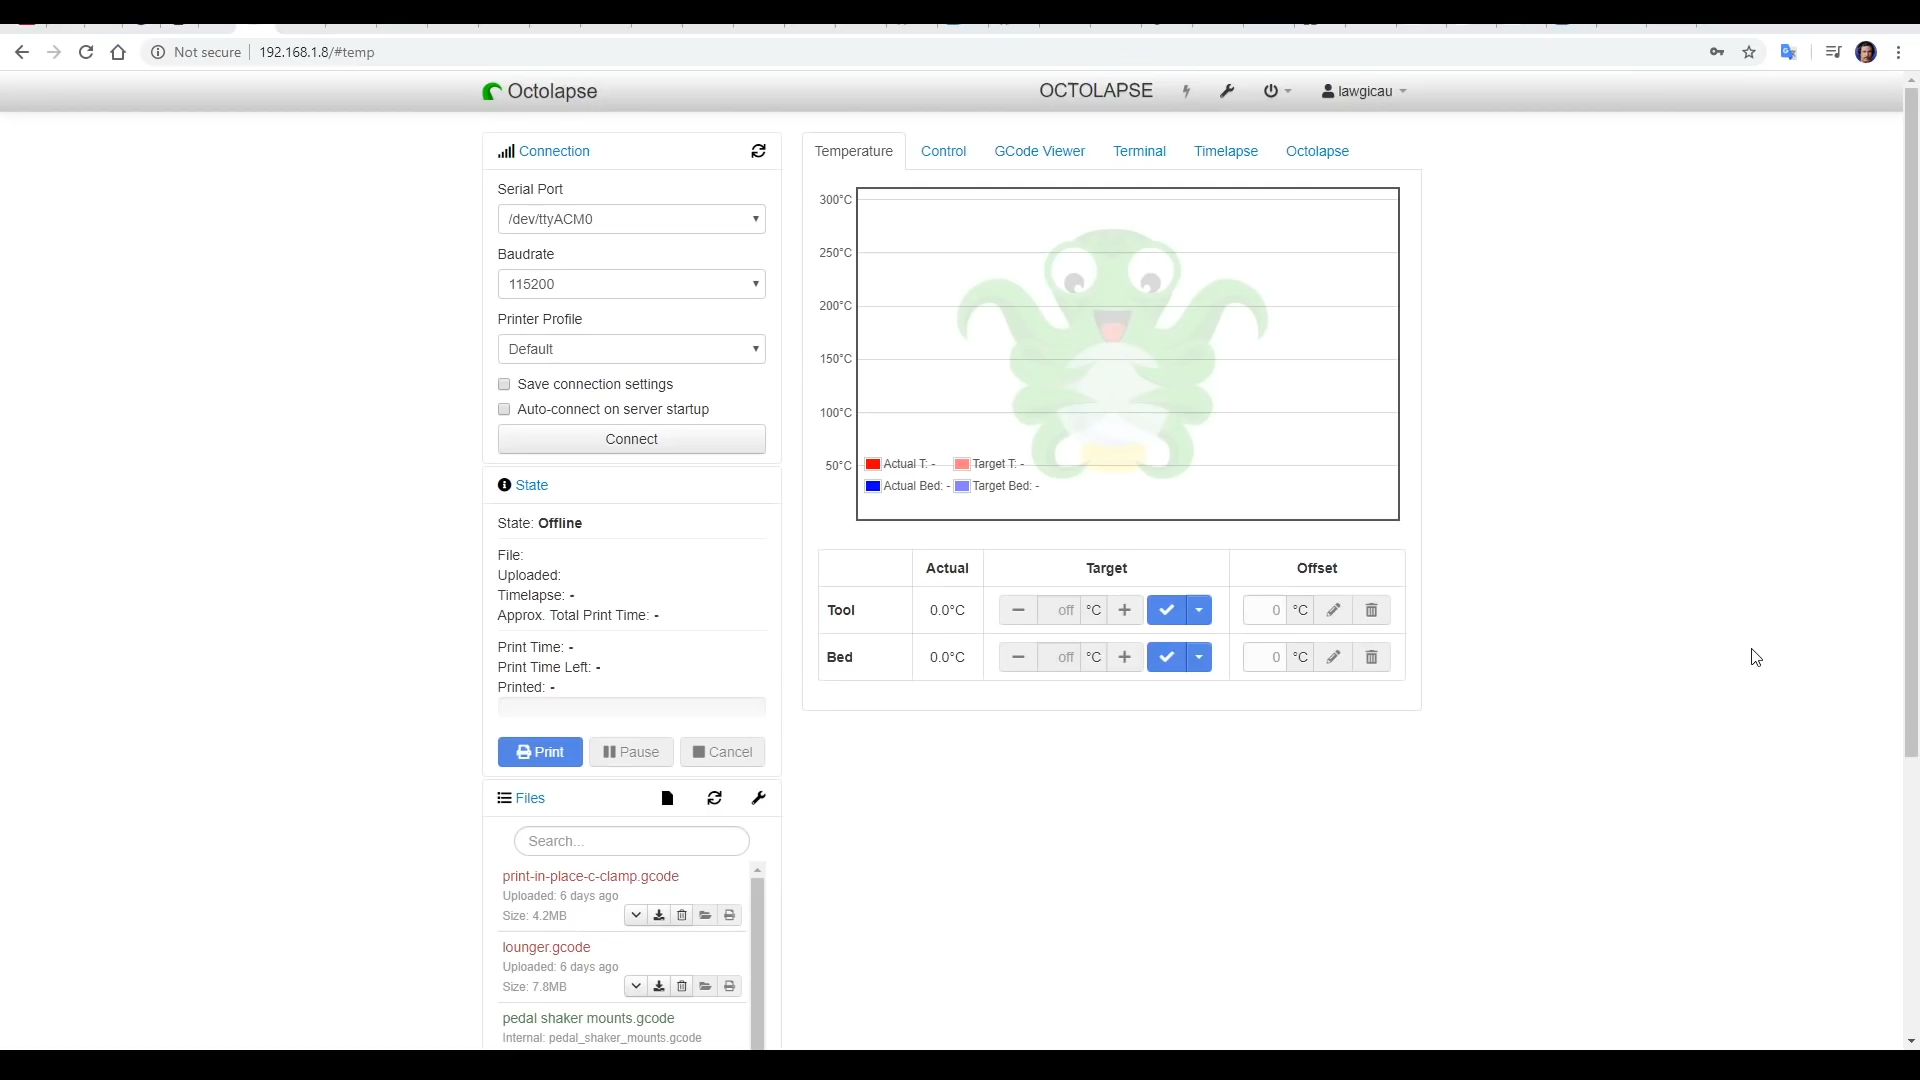 Not secure 192.168.1.8/#temp
Octolapse
OCTOLAPSE
lawgicau
Connection
Serial Port
/dev/ttyACM0
Baudrate
115200
Printer Profile
Default
Save connection settings
Auto-connect on server startup
Connect
State
State: Offline
File:
Uploaded:
Timelapse: -
Approx. Total Print Time: -
Print Time: -
Print Time Left: -
Printed: -
Print Pause Cancel
Files
Search...
print-in-place-c-clamp.gcode
Uploaded: 6 days ago
Size: 4.2MB
lounger.gcode
Uploaded: 6 days ago
Size: 7.8MB
pedal shaker mounts.gcode
Internal: pedal_shaker_mounts.gcode
Temperature Control GCode Viewer Terminal Timelapse Octolapse
300°C
250°C
200°C
150°C
100°C
50°C
Actual T: - Target T: -
Actual Bed: - Target Bed: -
Actual Target Offset
Tool 0.0°C off °C 0 °C
Bed 0.0°C off °C 0 °C